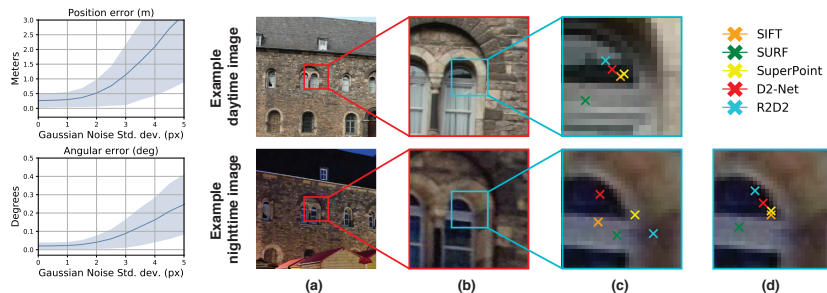 Position error (m)
3.0
2.5
2.0
1.5
1.0
0.5
0.0
Meters
0 1 2 3 4 5
Gaussian Noise Std. dev. (px)
Angular error (deg)
0.5
0.4
0.3
0.2
0.1
0.0
Degrees
0 1 2 3 4 5
Gaussian Noise Std. dev. (px)
Example
daytime image
Example
nighttime image
SIFT
SURF
SuperPoint
D2-Net
R2D2
(a) (b) (c) (d)